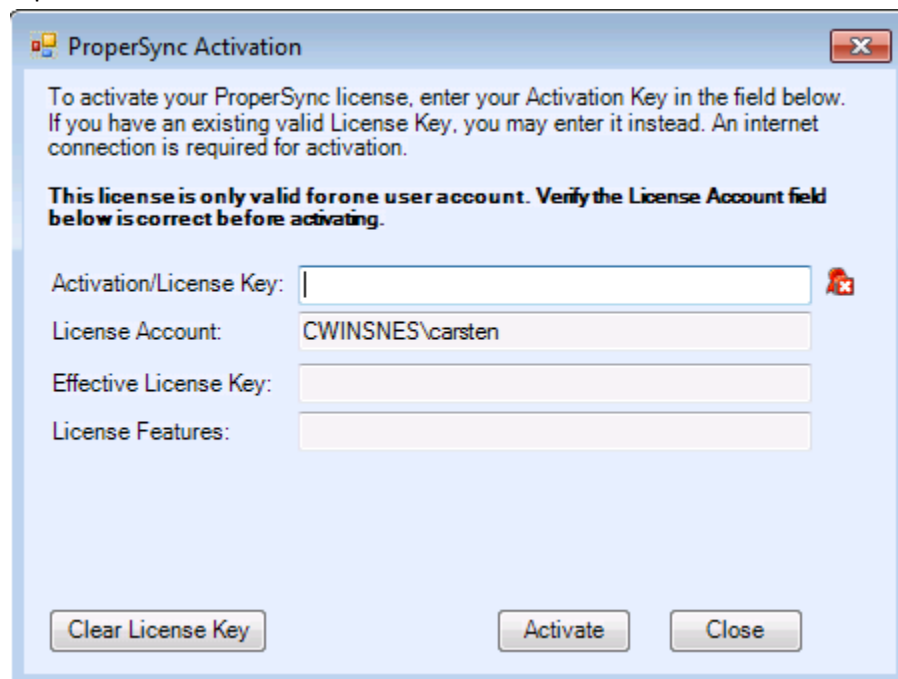 ProperSync Activation
To activate your ProperSync license, enter your Activation Key in the field below.
If you have an existing valid License Key, you may enter it instead. An internet
connection is required for activation.
This license is only valid for one user account. Verify the License Account field
below is correct before activating.
Activation/License Key:
License Account: CWINSNES\carsten
Effective License Key:
License Features:
Clear License Key Activate Close